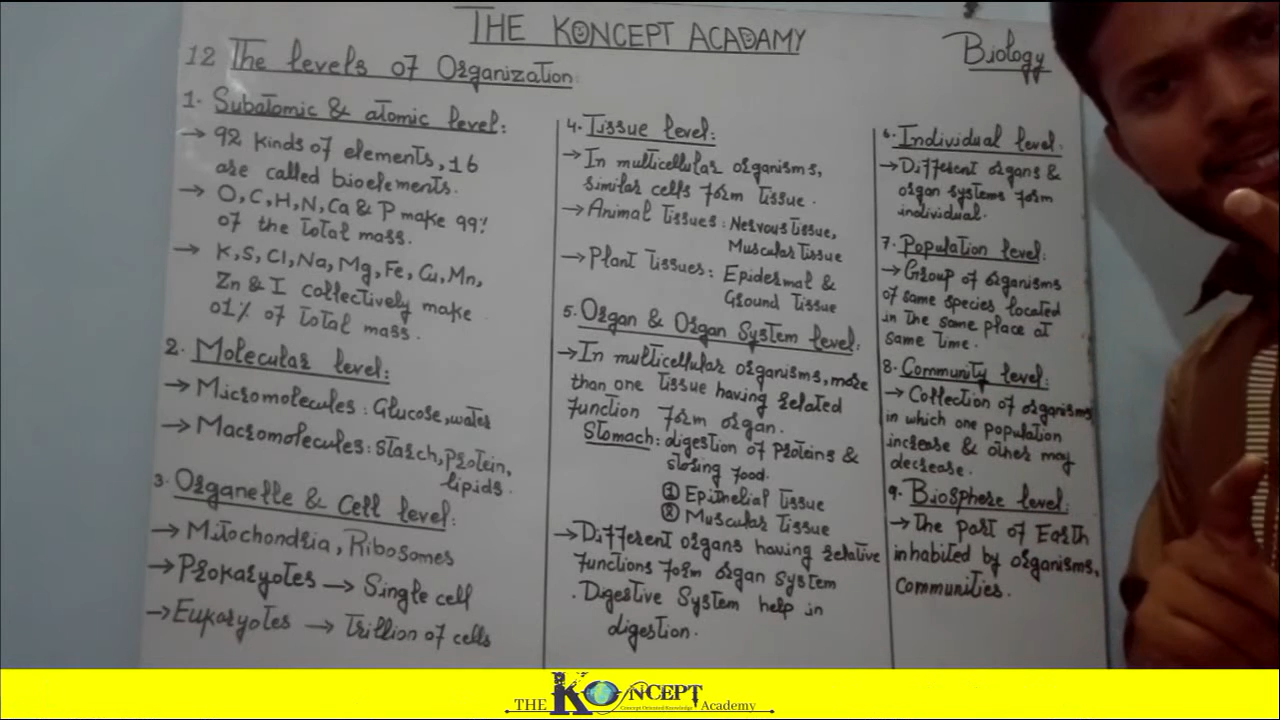 THE KONCEPT ACADAMY
Biology
12 The levels of Organization:
1. Subatomic & atomic level:
→ 92 kinds of elements, 16
are called bioelements.
→ O, C, H, N, Ca & P make 99%
of the total mass.
→ K, S, Cl, Na, Mg, Fe, Cu, Mn,
Zn & I collectively make
01% of total mass.
2. Molecular level:
→ Micromolecules: Glucose, water
→ Macromolecules: starch, protein,
lipids.
3. Organelle & Cell level:
→ Mitochondria, Ribosomes
→ Prokaryotes → Single cell
→ Eukaryotes → Trillion of cells
4. Tissue level:
→ In multicellular organisms,
similar cells form tissue.
→ Animal tissues: Nervous tissue,
Muscular tissue
→ Plant tissues: Epidermal &
Ground tissue
5. Organ & Organ System level:
→ In multicellular organisms, more
than one tissue having related
function form organ.
Stomach: digestion of proteins &
storing food.
① Epithelial tissue
② Muscular tissue
→ Different organs having relative
functions form organ system
. Digestive System help in
digestion.
6. Individual level:
→ Different organs &
organ systems form
individual.
7. Population level:
→ Group of organisms
of same species located
in the same place at
same time.
8. Community level:
→ Collection of organisms
in which one population
increase & other may
decrease.
9. Biosphere level:
→ The part of Earth
inhabited by organisms,
communities.
THE KONCEPT Academy
Concept Oriented Knowledge